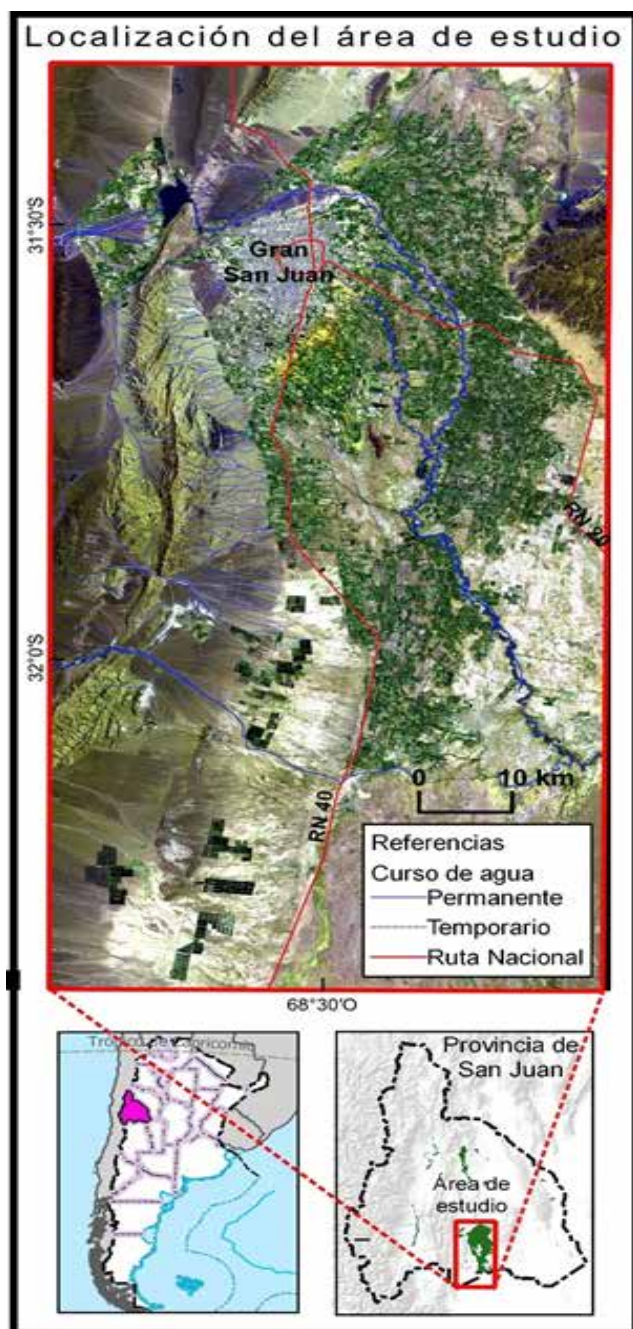 Localización del área de estudio
31°30'S
Gran
San Juan
RN 20
32°0'S
0 10 km
RN 40
Referencias
Curso de agua
Permanente
Temporario
Ruta Nacional
68°30'O
Trópico de Capricornio
Provincia de
San Juan
Área de
estudio